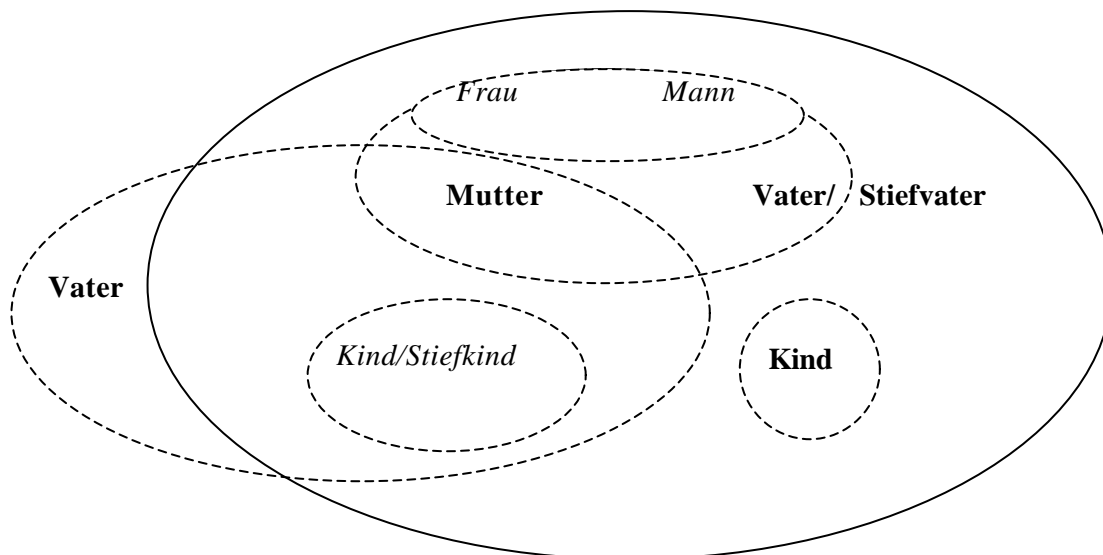 Frau Mann
Mutter Vater/ Stiefvater
Vater
Kind/Stiefkind Kind